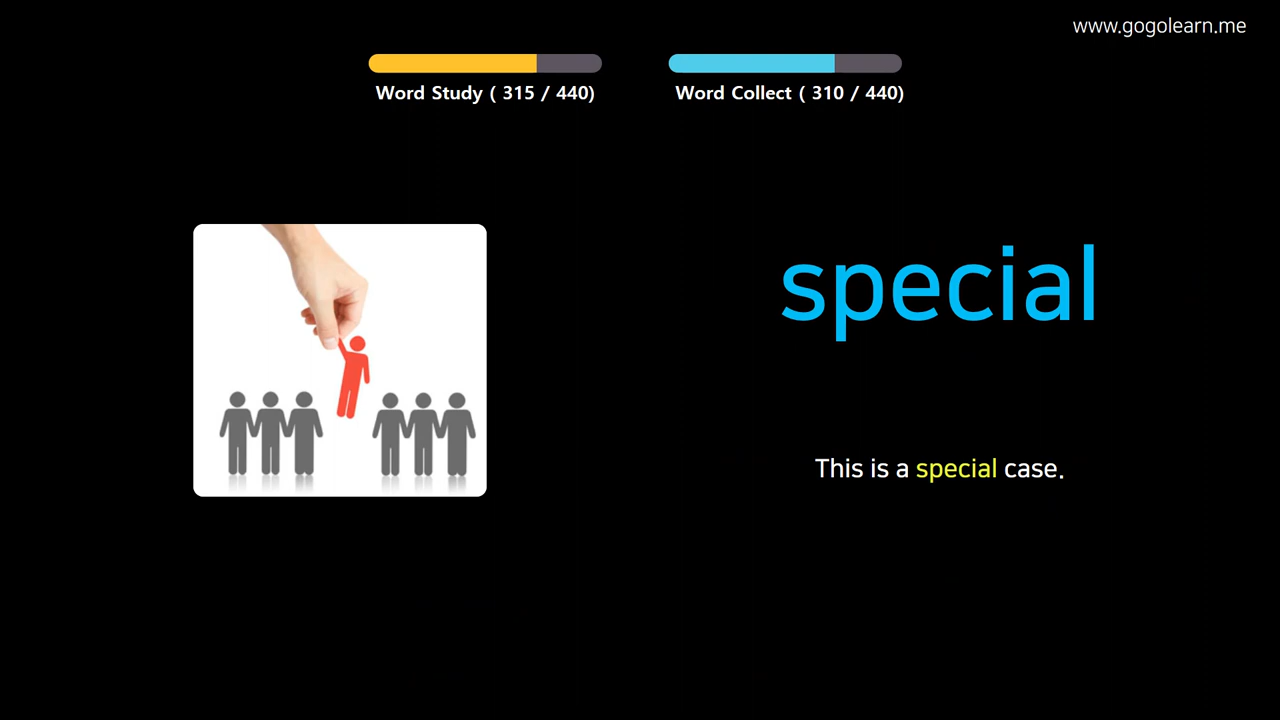 www.gogolearn.me
Word Study ( 315 / 440)
Word Collect ( 310 / 440)
special
This is a special case.